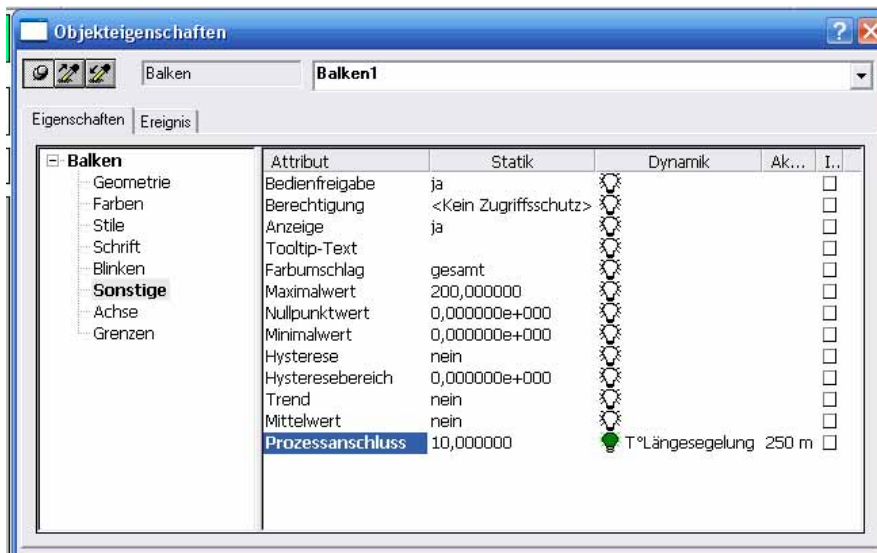 Objekteigenschaften
Balken Balken1
Eigenschaften Ereignis
Balken
Geometrie
Farben
Stile
Schrift
Blinken
Sonstige
Achse
Grenzen
Attribut Statik Dynamik Ak... I..
Bedienfreigabe ja
Berechtigung <Kein Zugriffsschutz>
Anzeige ja
Tooltip-Text
Farbumschlag gesamt
Maximalwert 200,000000
Nullpunktwert 0,000000e+000
Minimalwert 0,000000e+000
Hysterese nein
Hysteresebereich 0,000000e+000
Trend nein
Mittelwert nein
Prozessanschluss 10,000000 T°Längesegelung 250 m